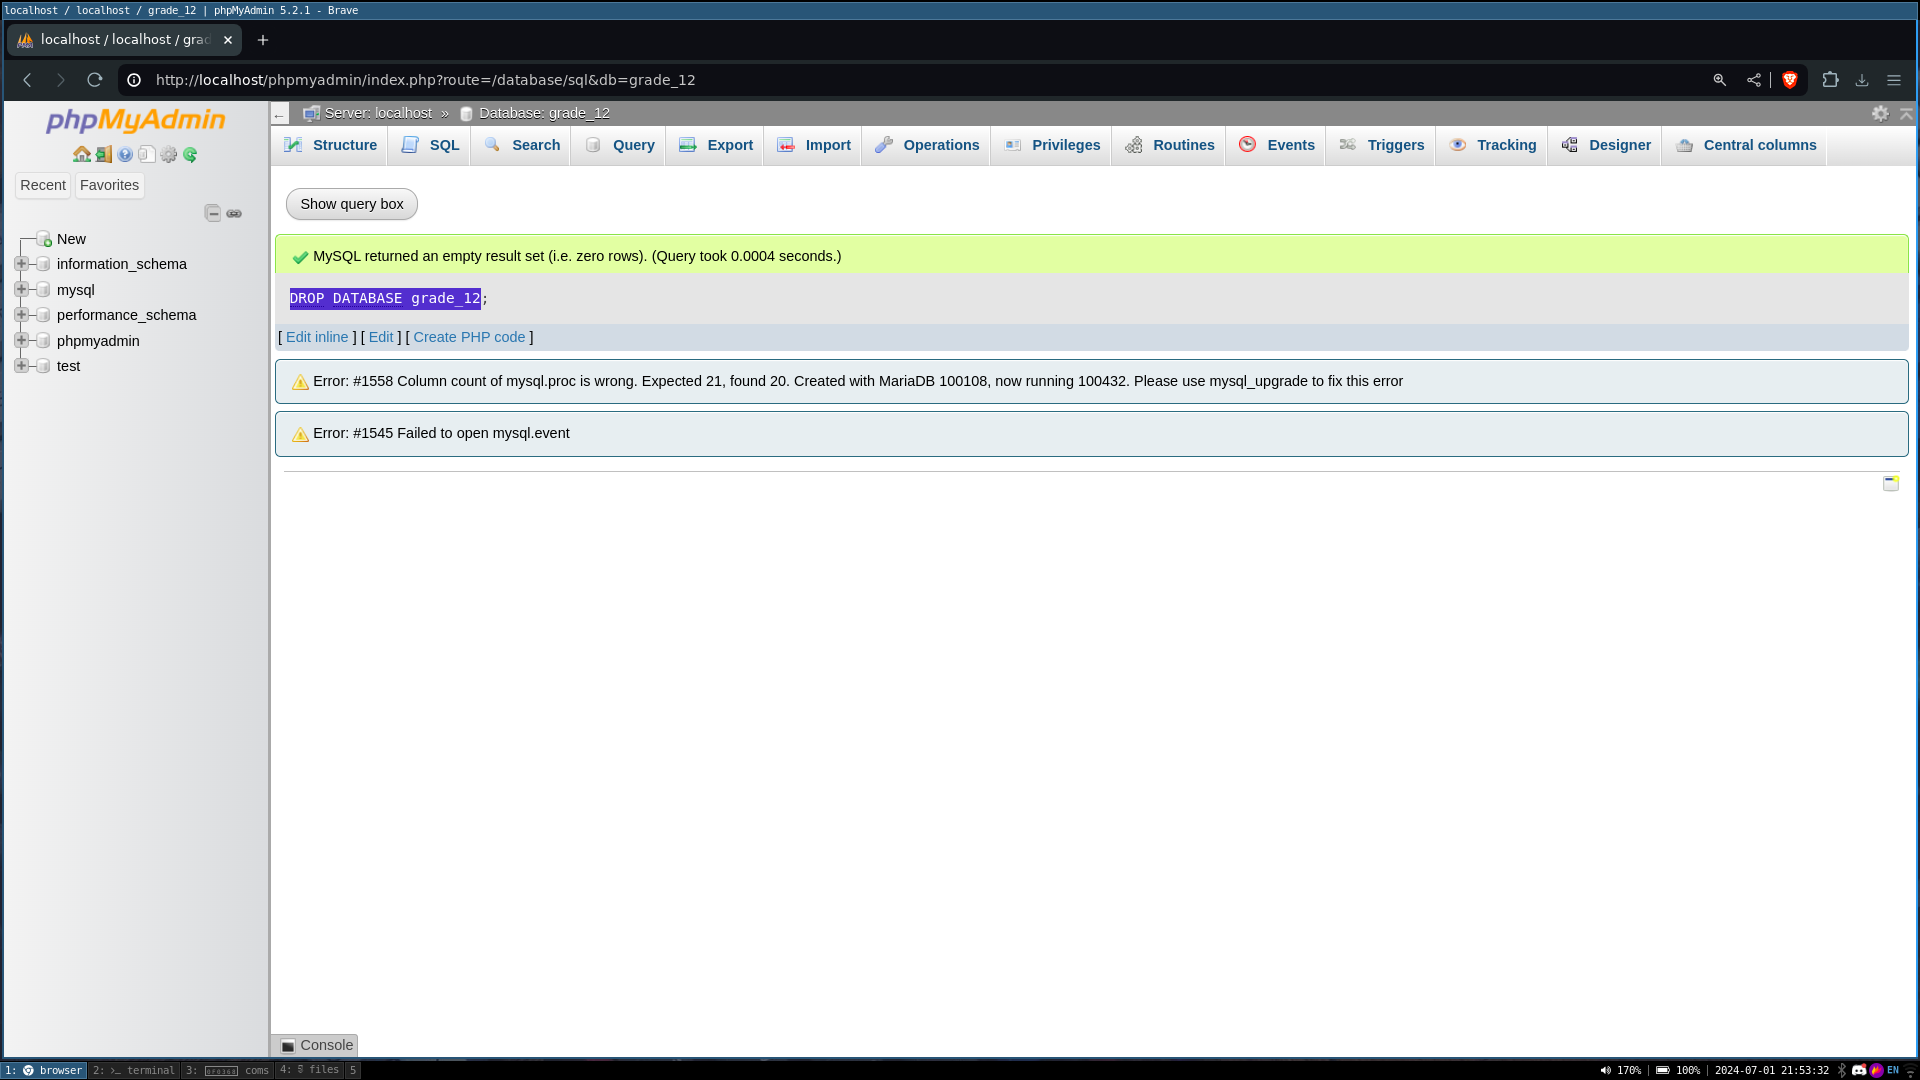 localhost / localhost / grade_12 | phpMyAdmin 5.2.1 - Brave
localhost / localhost / grad
http://localhost/phpmyadmin/index.php?route=/database/sql&db=grade_12
phpMyAdmin
Server: localhost » Database: grade_12
Structure SQL Search Query Export Import Operations Privileges Routines Events Triggers Tracking Designer Central columns
Recent Favorites
New
information_schema
mysql
performance_schema
phpmyadmin
test
Show query box
MySQL returned an empty result set (i.e. zero rows). (Query took 0.0004 seconds.)
DROP DATABASE grade_12;
[ Edit inline ] [ Edit ] [ Create PHP code ]
Error: #1558 Column count of mysql.proc is wrong. Expected 21, found 20. Created with MariaDB 100108, now running 100432. Please use mysql_upgrade to fix this error
Error: #1545 Failed to open mysql.event
Console
1: browser 2: >_ terminal 3: coms 4: files 5 170% 100% 2024-07-01 21:53:32 EN